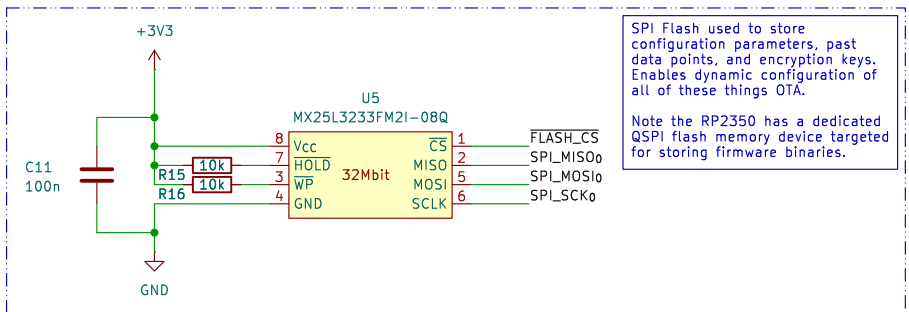 +3V3
SPI Flash used to store
configuration parameters, past
data points, and encryption keys.
Enables dynamic configuration of
all of these things OTA.
Note the RP2350 has a dedicated
QSPI flash memory device targeted
for storing firmware binaries.
U5
MX25L3233FM2I-08Q
C11
100n
8 Vcc
CS 1
FLASH_CS
R15 10k 7 HOLD
MISO 2
SPI_MISO0
R16 10k 3 WP
32Mbit
MOSI 5
SPI_MOSI0
4 GND
SCLK 6
SPI_SCK0
GND